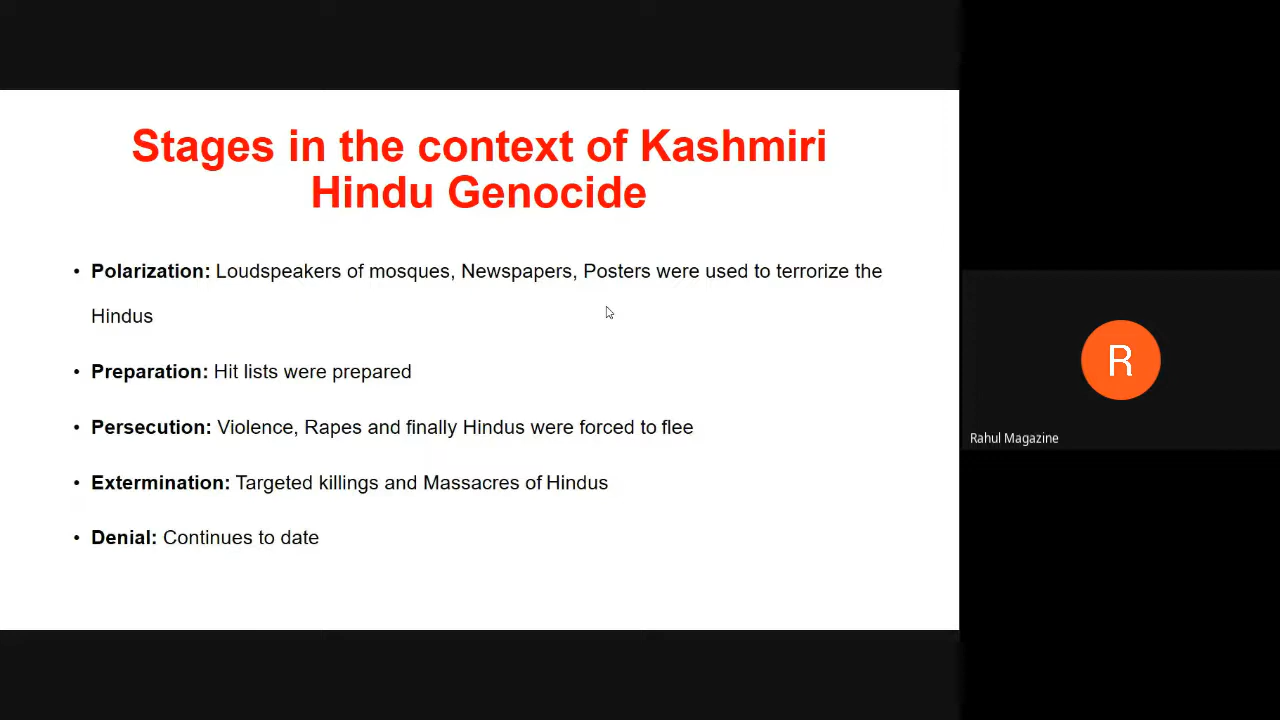 Stages in the context of Kashmiri
Hindu Genocide
• Polarization: Loudspeakers of mosques, Newspapers, Posters were used to terrorize the
Hindus
• Preparation: Hit lists were prepared
• Persecution: Violence, Rapes and finally Hindus were forced to flee
• Extermination: Targeted killings and Massacres of Hindus
• Denial: Continues to date
R
Rahul Magazine